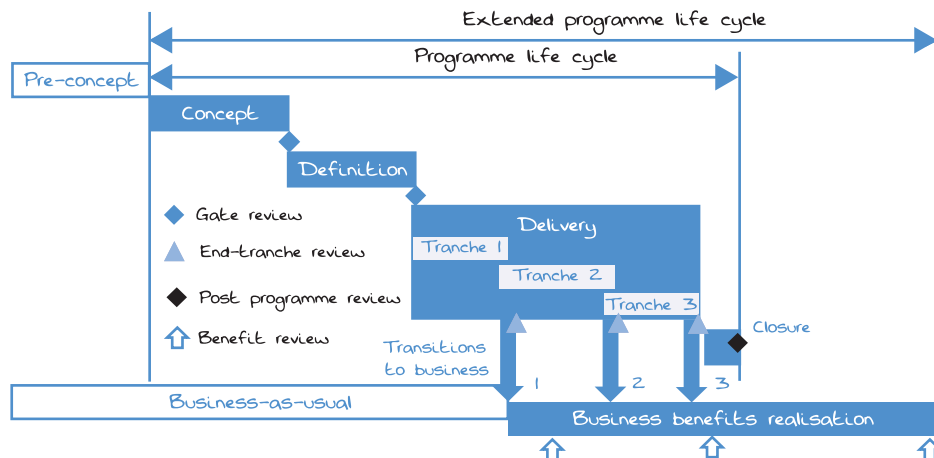 Extended programme life cycle
Programme life cycle
Pre-concept
Concept
Definition
Delivery
Tranche 1
Tranche 2
Tranche 3
Gate review
End-tranche review
Post programme review
Benefit review
Closure
Transitions
to business
1
2
3
Business-as-usual
Business benefits realisation